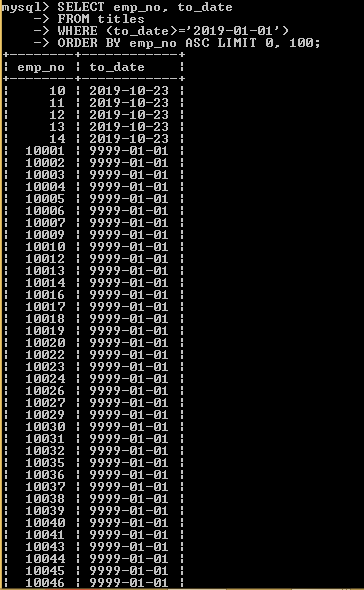 mysql> SELECT emp_no, to_date
    -> FROM titles
    -> WHERE (to_date>='2019-01-01')
    -> ORDER BY emp_no ASC LIMIT 0, 100;
+--------+------------+
| emp_no | to_date    |
+--------+------------+
|     10 | 2019-10-23 |
|     11 | 2019-10-23 |
|     12 | 2019-10-23 |
|     13 | 2019-10-23 |
|     14 | 2019-10-23 |
|  10001 | 9999-01-01 |
|  10002 | 9999-01-01 |
|  10003 | 9999-01-01 |
|  10004 | 9999-01-01 |
|  10005 | 9999-01-01 |
|  10006 | 9999-01-01 |
|  10007 | 9999-01-01 |
|  10009 | 9999-01-01 |
|  10010 | 9999-01-01 |
|  10012 | 9999-01-01 |
|  10013 | 9999-01-01 |
|  10014 | 9999-01-01 |
|  10016 | 9999-01-01 |
|  10017 | 9999-01-01 |
|  10018 | 9999-01-01 |
|  10019 | 9999-01-01 |
|  10020 | 9999-01-01 |
|  10022 | 9999-01-01 |
|  10023 | 9999-01-01 |
|  10024 | 9999-01-01 |
|  10026 | 9999-01-01 |
|  10027 | 9999-01-01 |
|  10029 | 9999-01-01 |
|  10030 | 9999-01-01 |
|  10031 | 9999-01-01 |
|  10032 | 9999-01-01 |
|  10035 | 9999-01-01 |
|  10036 | 9999-01-01 |
|  10037 | 9999-01-01 |
|  10038 | 9999-01-01 |
|  10039 | 9999-01-01 |
|  10040 | 9999-01-01 |
|  10041 | 9999-01-01 |
|  10043 | 9999-01-01 |
|  10044 | 9999-01-01 |
|  10045 | 9999-01-01 |
|  10046 | 9999-01-01 |